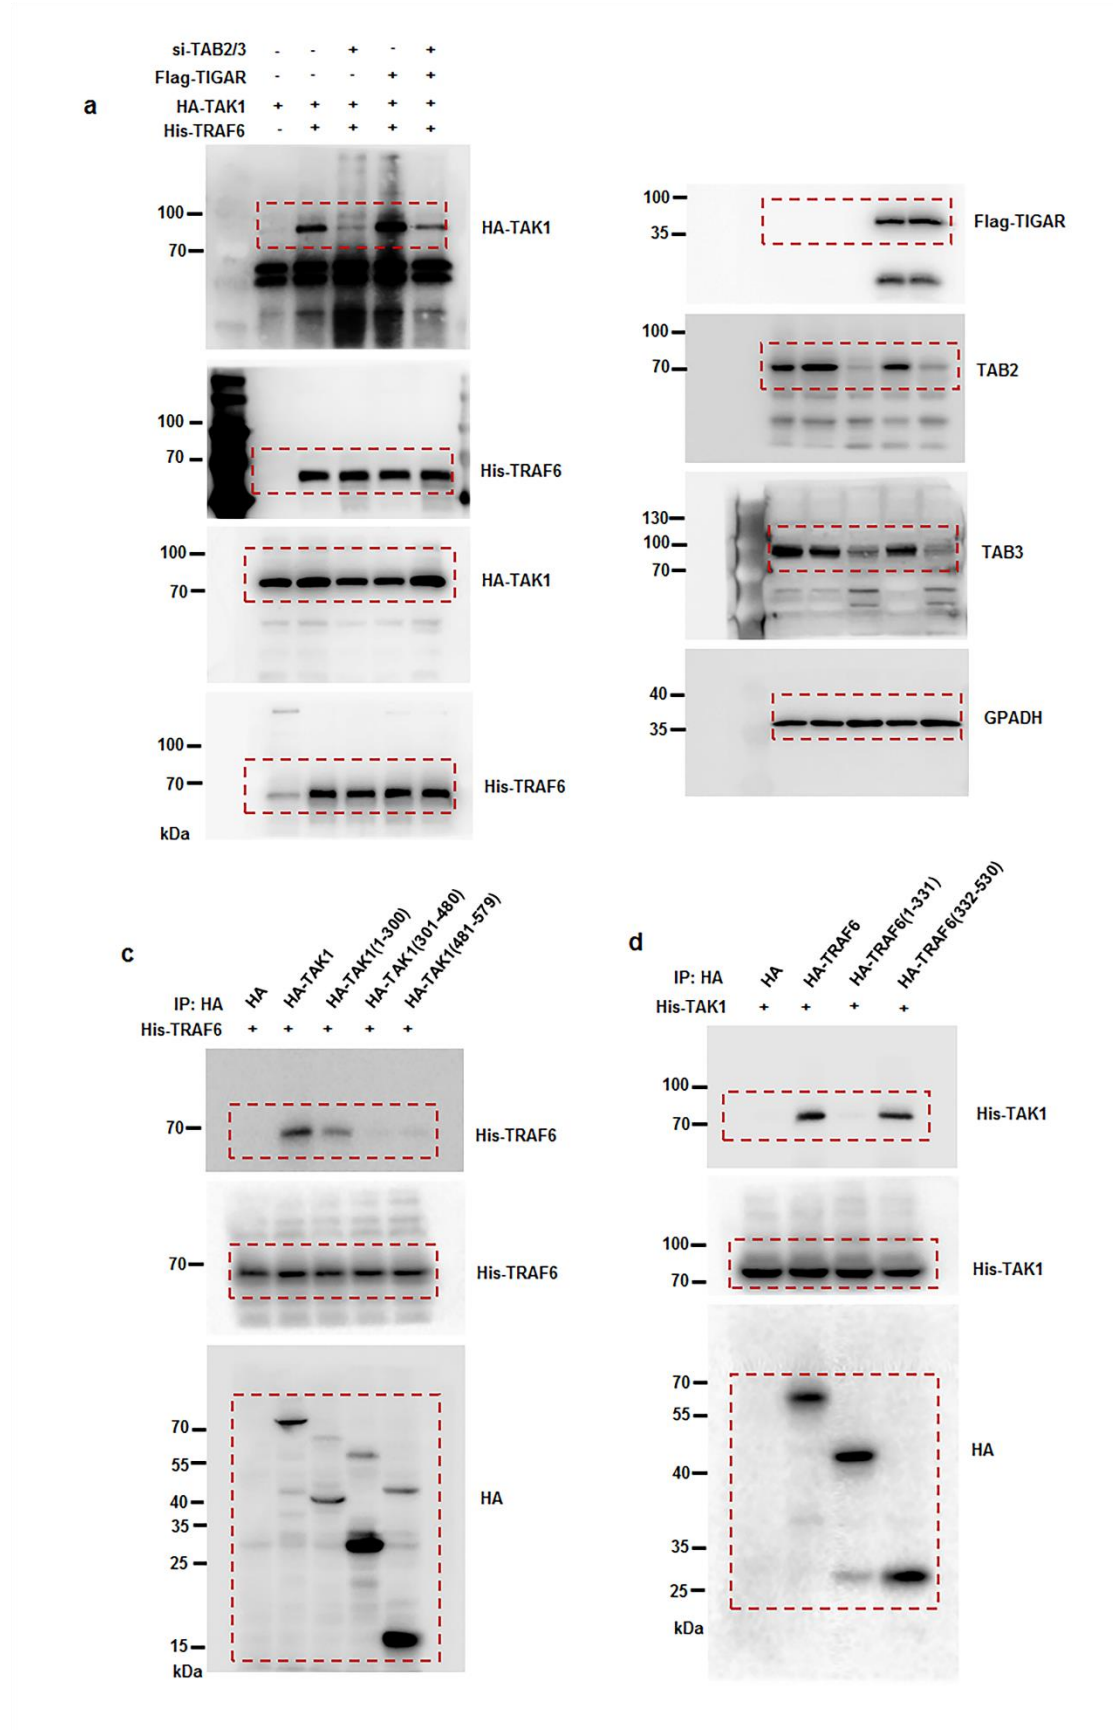 si-TAB2/3 - - + - +
Flag-TIGAR - - - + +
a
HA-TAK1 + + + + +
His-TRAF6 - + + + +
100
70
HA-TAK1
100
70
His-TRAF6
100
70
HA-TAK1
100
70
His-TRAF6
kDa
100
35
Flag-TIGAR
100
70
TAB2
130
100
70
TAB3
40
35
GPADH
c
IP: HA
HA
HA-TAK1
HA-TAK1(1-300)
HA-TAK1(301-480)
HA-TAK1(481-579)
His-TRAF6 + + + + +
70
His-TRAF6
70
His-TRAF6
70
55
40
35
25
15
kDa
HA
d
IP: HA
HA
HA-TRAF6
HA-TRAF6(1-331)
HA-TRAF6(332-530)
His-TAK1 + + + +
100
70
His-TAK1
100
70
His-TAK1
70
55
40
35
25
kDa
HA